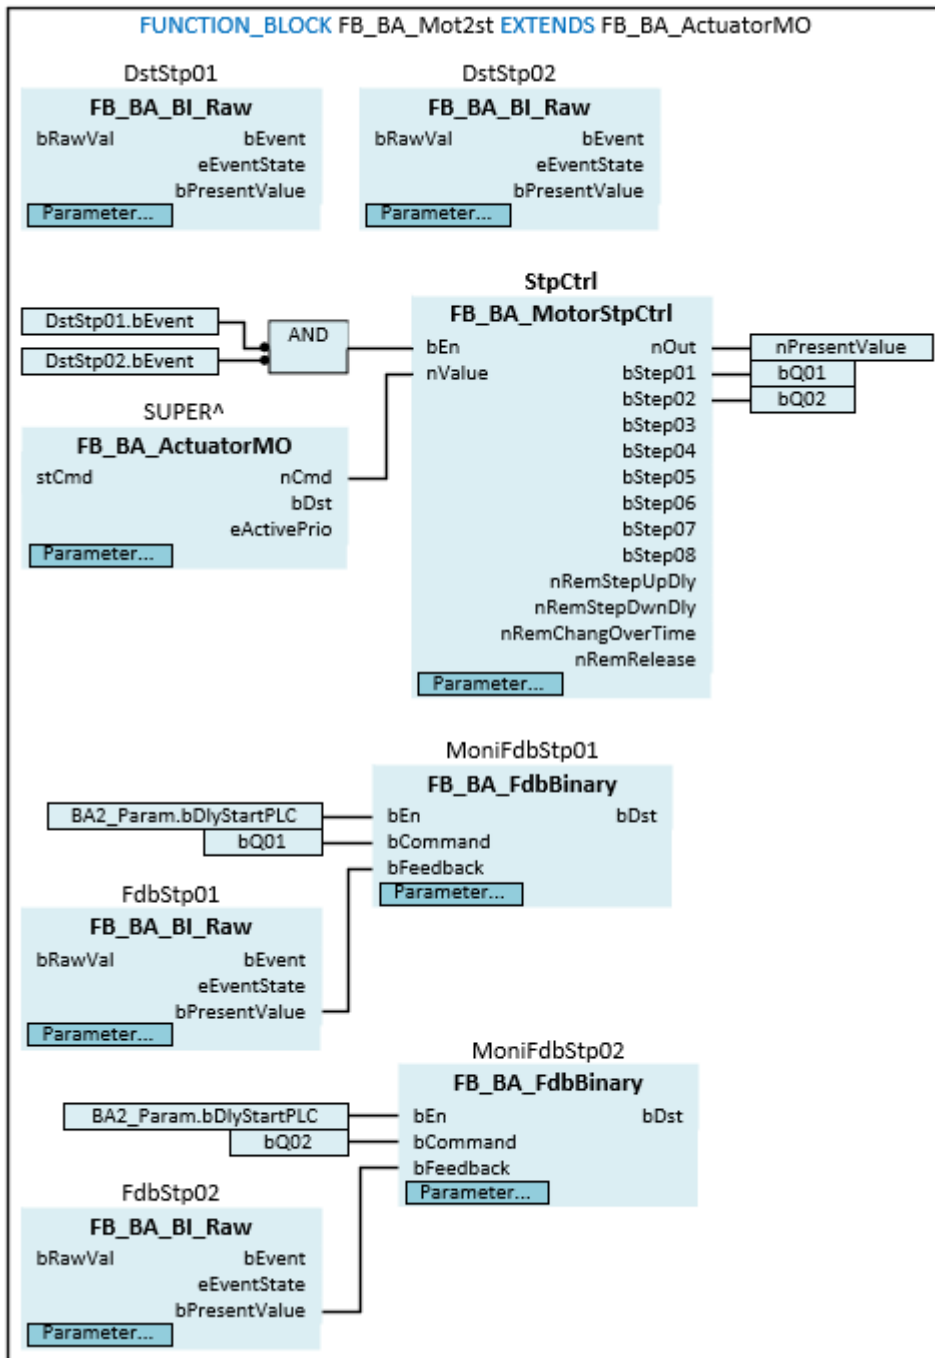 FUNCTION_BLOCK FB_BA_Mot2st EXTENDS FB_BA_ActuatorMO
DstStp01
FB_BA_BI_Raw
bRawVal bEvent
eEventState
bPresentValue
Parameter...
DstStp02
FB_BA_BI_Raw
bRawVal bEvent
eEventState
bPresentValue
Parameter...
DstStp01.bEvent
DstStp02.bEvent
AND
SUPER^
FB_BA_ActuatorMO
stCmd nCmd
bDst
eActivePrio
Parameter...
StpCtrl
FB_BA_MotorStpCtrl
bEn nOut
nValue bStep01
bStep02
bStep03
bStep04
bStep05
bStep06
bStep07
bStep08
nRemStepUpDly
nRemStepDwnDly
nRemChangOverTime
nRemRelease
Parameter...
nPresentValue
bQ01
bQ02
MoniFdbStp01
FB_BA_FdbBinary
bEn bDst
bCommand
bFeedback
Parameter...
BA2_Param.bDlyStartPLC
bQ01
FdbStp01
FB_BA_BI_Raw
bRawVal bEvent
eEventState
bPresentValue
Parameter...
MoniFdbStp02
FB_BA_FdbBinary
bEn bDst
bCommand
bFeedback
Parameter...
BA2_Param.bDlyStartPLC
bQ02
FdbStp02
FB_BA_BI_Raw
bRawVal bEvent
eEventState
bPresentValue
Parameter...